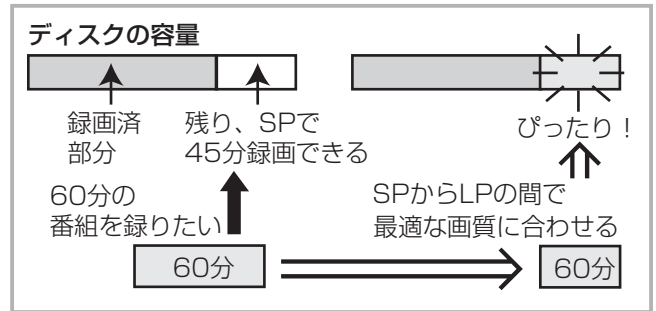 ディスクの容量
録画済
部分
残り、SPで
45分録画できる
60分の
番組を録りたい
60分
ぴったり！
SPからLPの間で
最適な画質に合わせる
60分